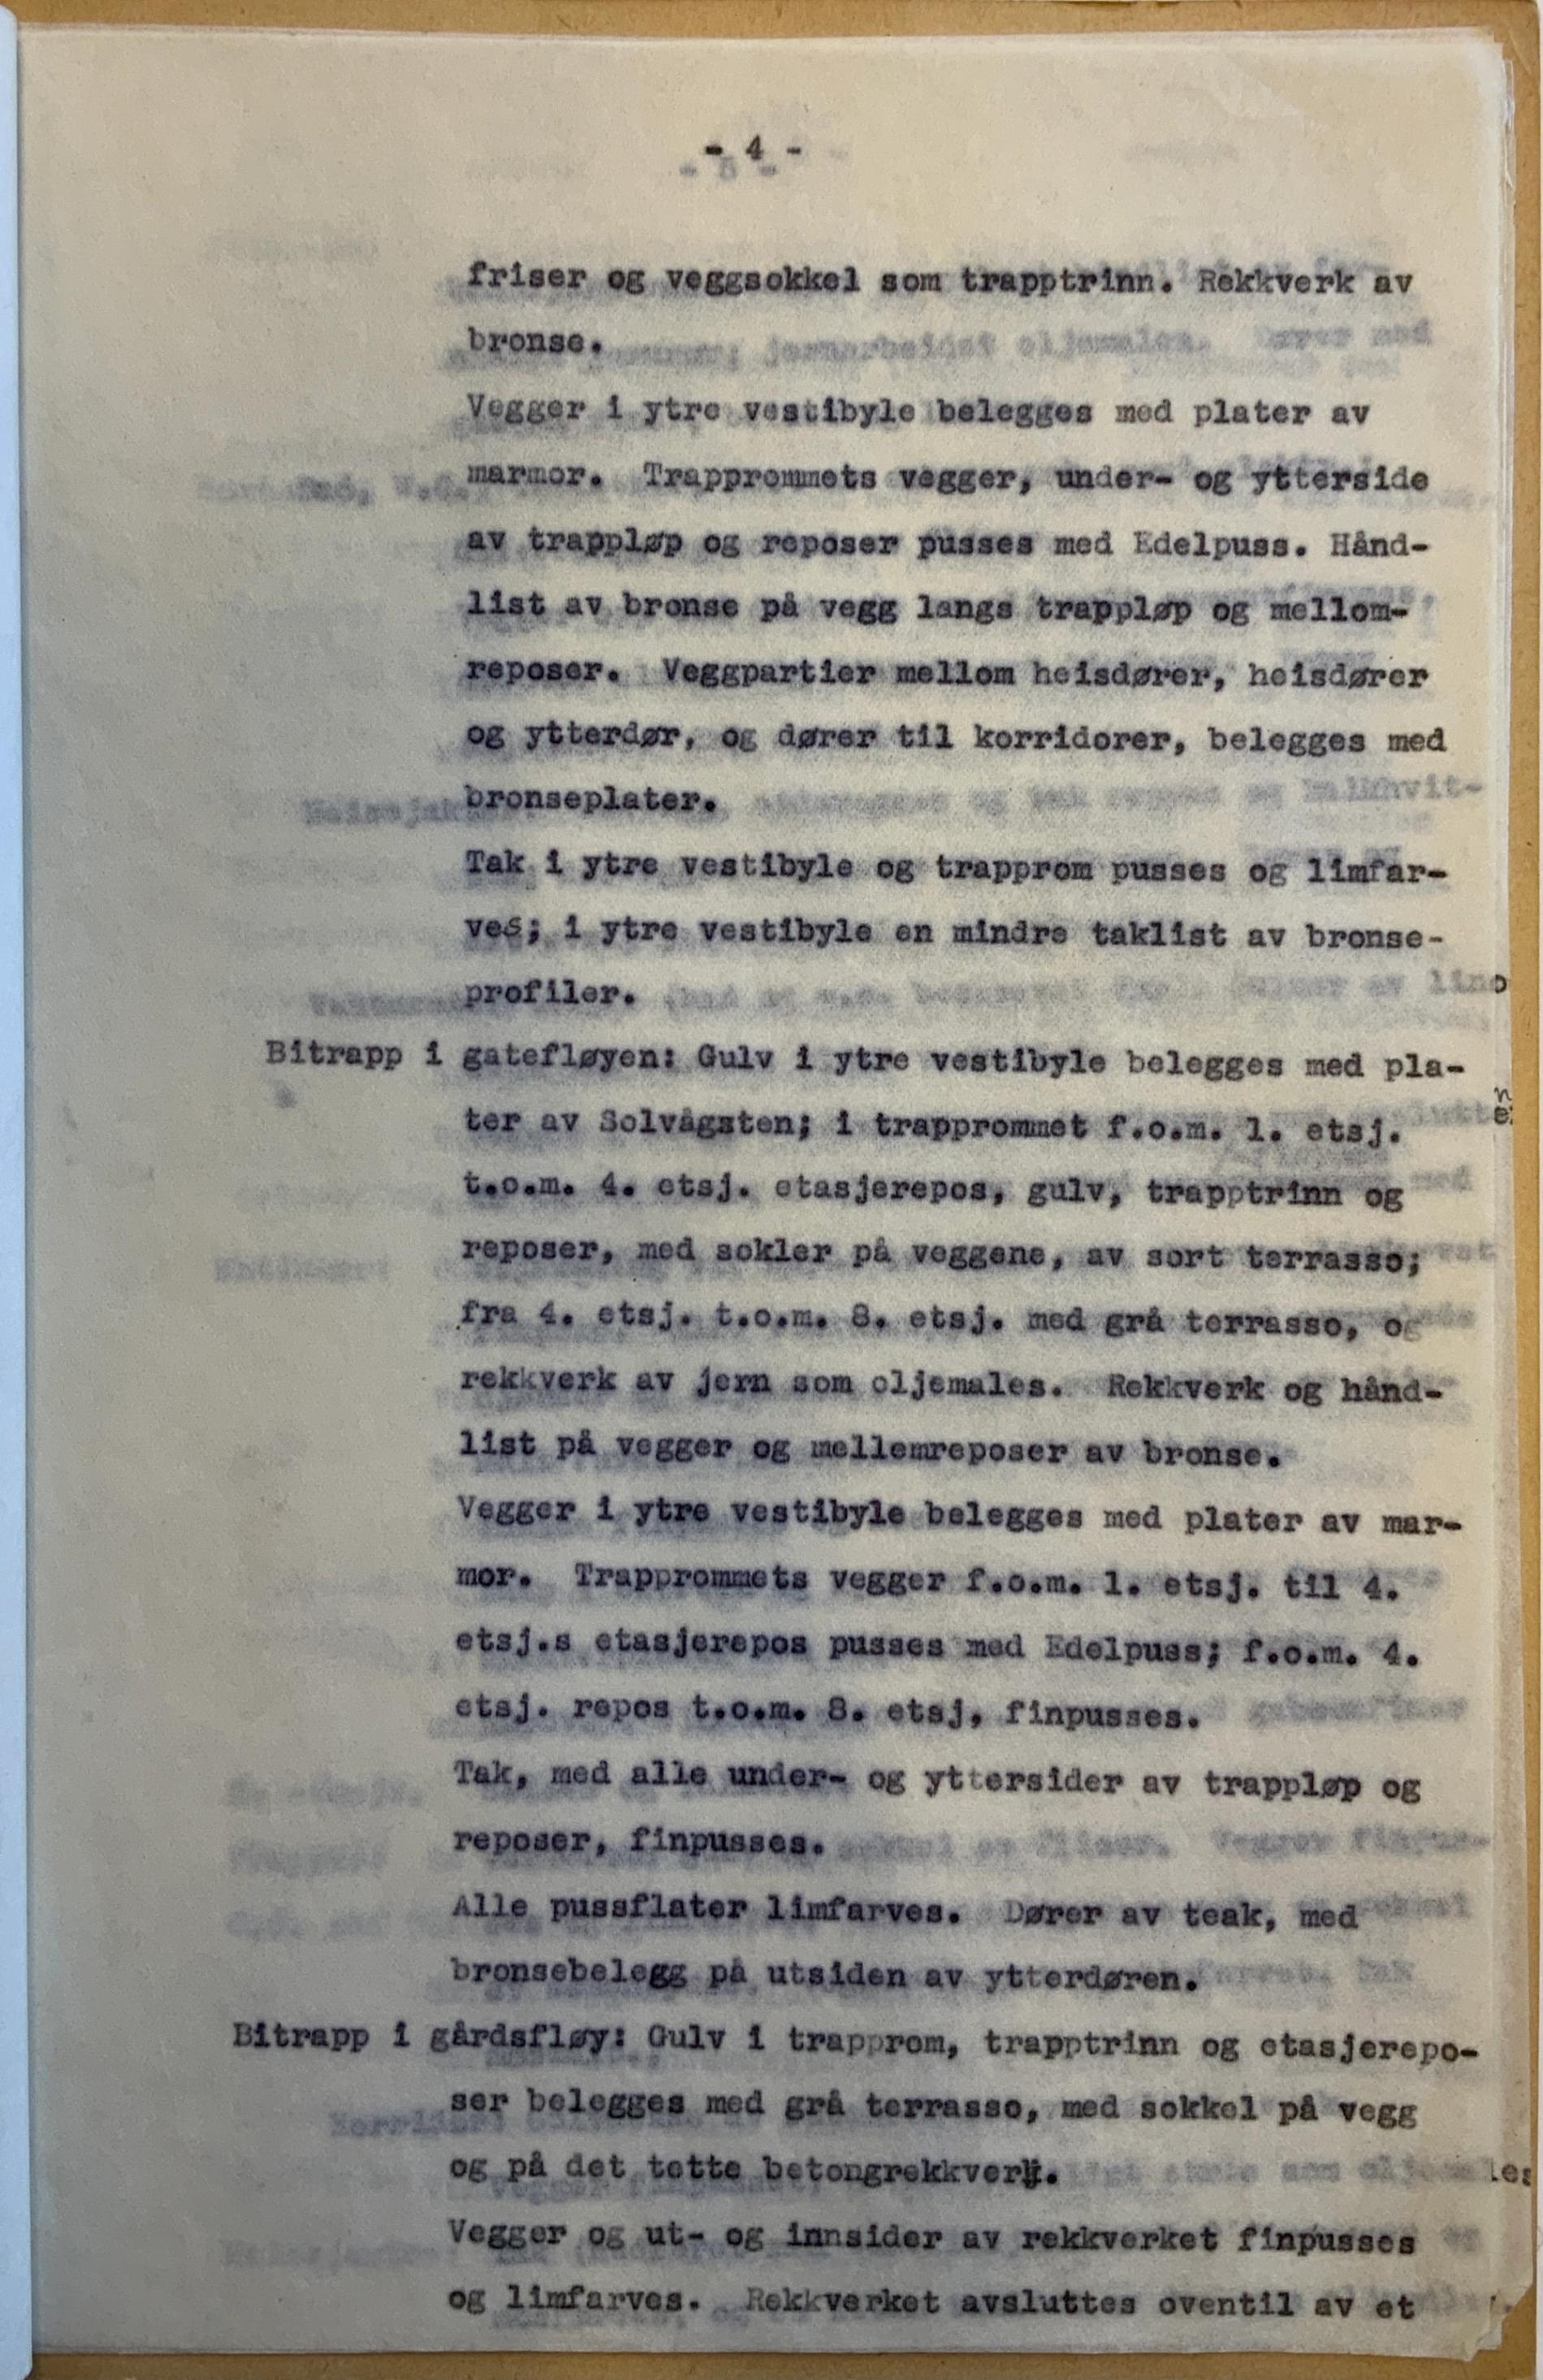 - 4 -
friser og veggsokkel som trapptrinn. Rekkverk av
bronse.
Vegger i ytre vestibyle belegges med plater av
marmor. Trapprommets vegger, under- og ytterside
av trappløp og reposer pusses med Edelpuss. Hånd-
list av bronse på vegg langs trappløp og mellom-
reposer. Veggpartier mellom heisdører, heisdører
og ytterdør, og dører til korridorer, belegges med
bronseplater.
Tak i ytre vestibyle og trapprom pusses og limfar-
ves; i ytre vestibyle en mindre taklist av bronse-
profiler.
Bitrapp i gatefløyen: Gulv i ytre vestibyle belegges med pla-
ter av Solvågsten; i trapprommet f.o.m. 1. etsj.
t.o.m. 4. etsj. etasjerepos, gulv, trapptrinn og
reposer, med sokler på veggene, av sort terrasso;
fra 4. etsj. t.o.m. 8. etsj. med grå terrasso, og
rekkverk av jern som oljemales. Rekkverk og hånd-
list på vegger og mellemreposer av bronse.
Vegger i ytre vestibyle belegges med plater av mar-
mor. Trapprommets vegger f.o.m. 1. etsj. til 4.
etsj.s etasjerepos pusses med Edelpuss; f.o.m. 4.
etsj. repos t.o.m. 8. etsj, finpusses.
Tak, med alle under- og yttersider av trappløp og
reposer, finpusses.
Alle pussflater limfarves. Dører av teak, med
bronsebelegg på utsiden av ytterdøren.
Bitrapp i gårdsfløy: Gulv i trapprom, trapptrinn og etasjerepo-
ser belegges med grå terrasso, med sokkel på vegg
og på det tette betongrekkverk.
Vegger og ut- og innsider av rekkverket finpusses
og limfarves. Rekkverket avsluttes oventil av et